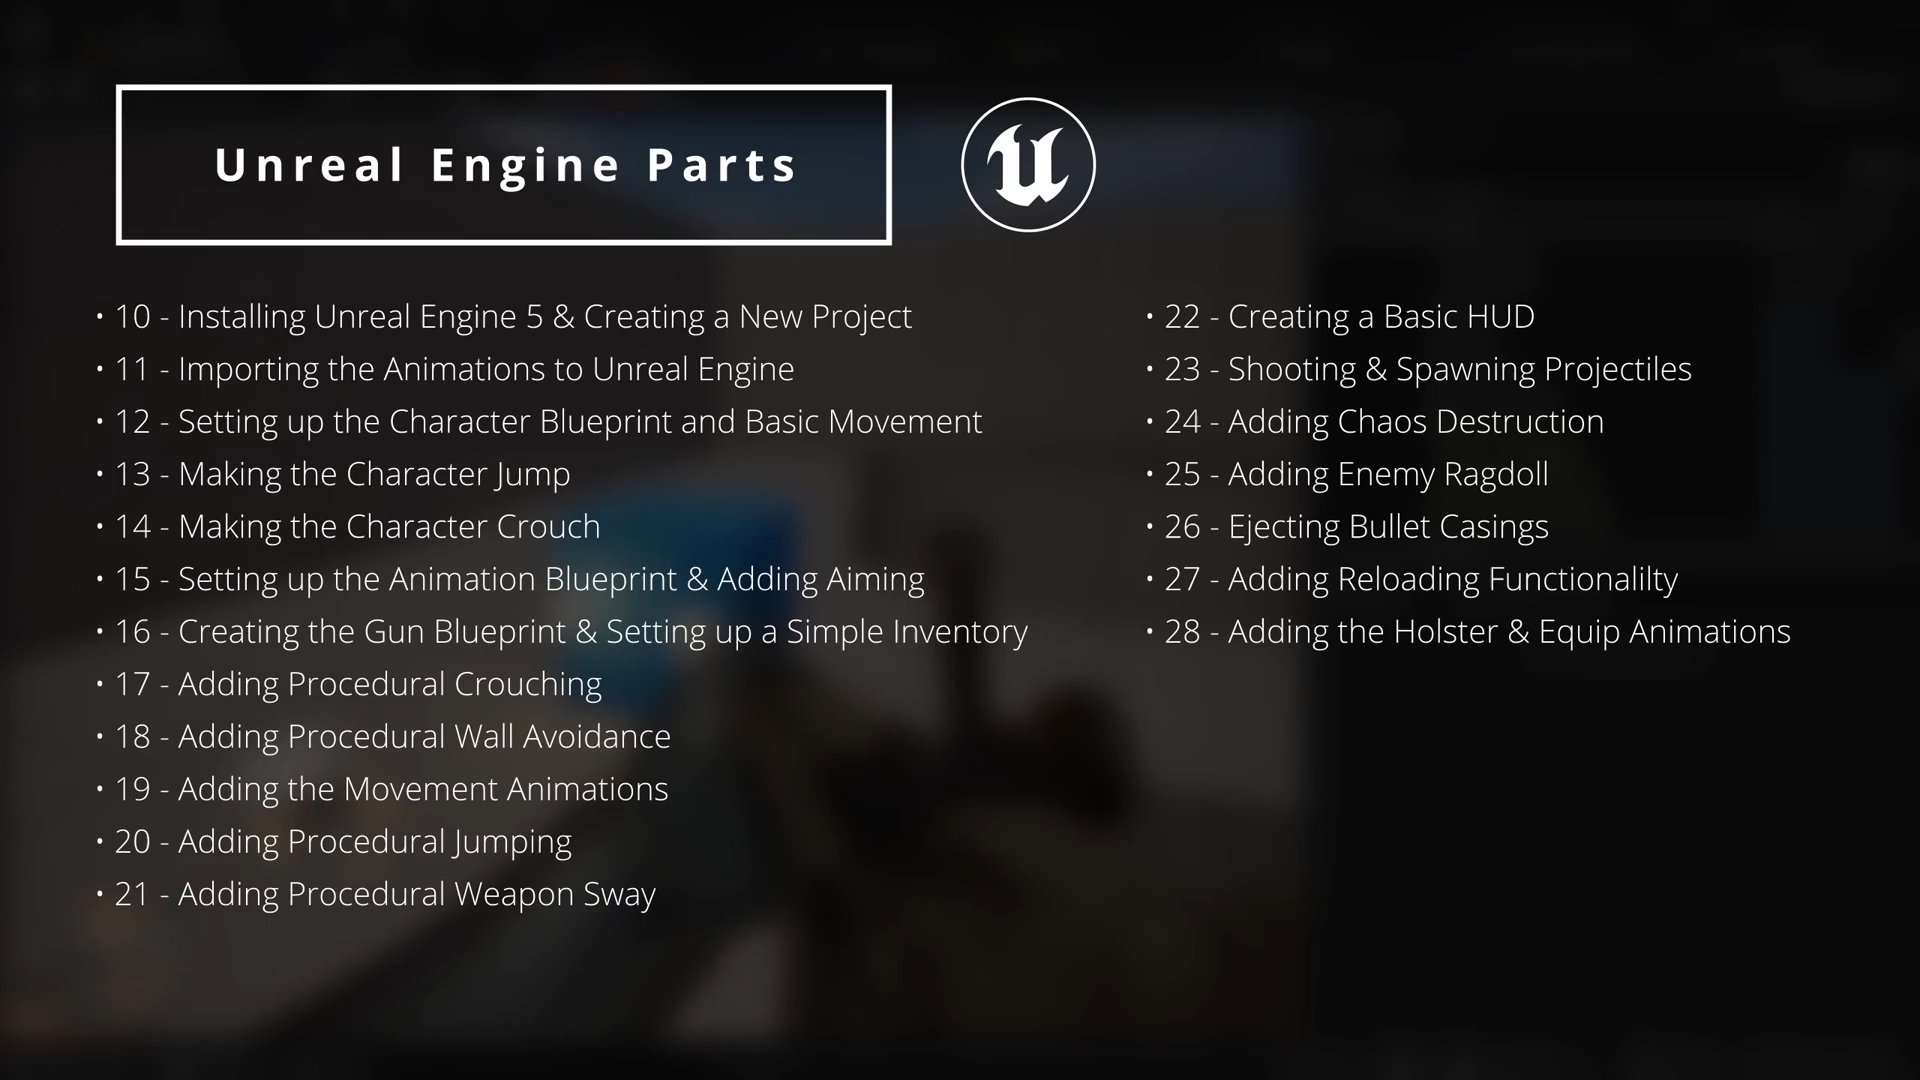 Unreal Engine Parts
• 10 - Installing Unreal Engine 5 & Creating a New Project
• 11 - Importing the Animations to Unreal Engine
• 12 - Setting up the Character Blueprint and Basic Movement
• 13 - Making the Character Jump
• 14 - Making the Character Crouch
• 15 - Setting up the Animation Blueprint & Adding Aiming
• 16 - Creating the Gun Blueprint & Setting up a Simple Inventory
• 17 - Adding Procedural Crouching
• 18 - Adding Procedural Wall Avoidance
• 19 - Adding the Movement Animations
• 20 - Adding Procedural Jumping
• 21 - Adding Procedural Weapon Sway
• 22 - Creating a Basic HUD
• 23 - Shooting & Spawning Projectiles
• 24 - Adding Chaos Destruction
• 25 - Adding Enemy Ragdoll
• 26 - Ejecting Bullet Casings
• 27 - Adding Reloading Functionalilty
• 28 - Adding the Holster & Equip Animations